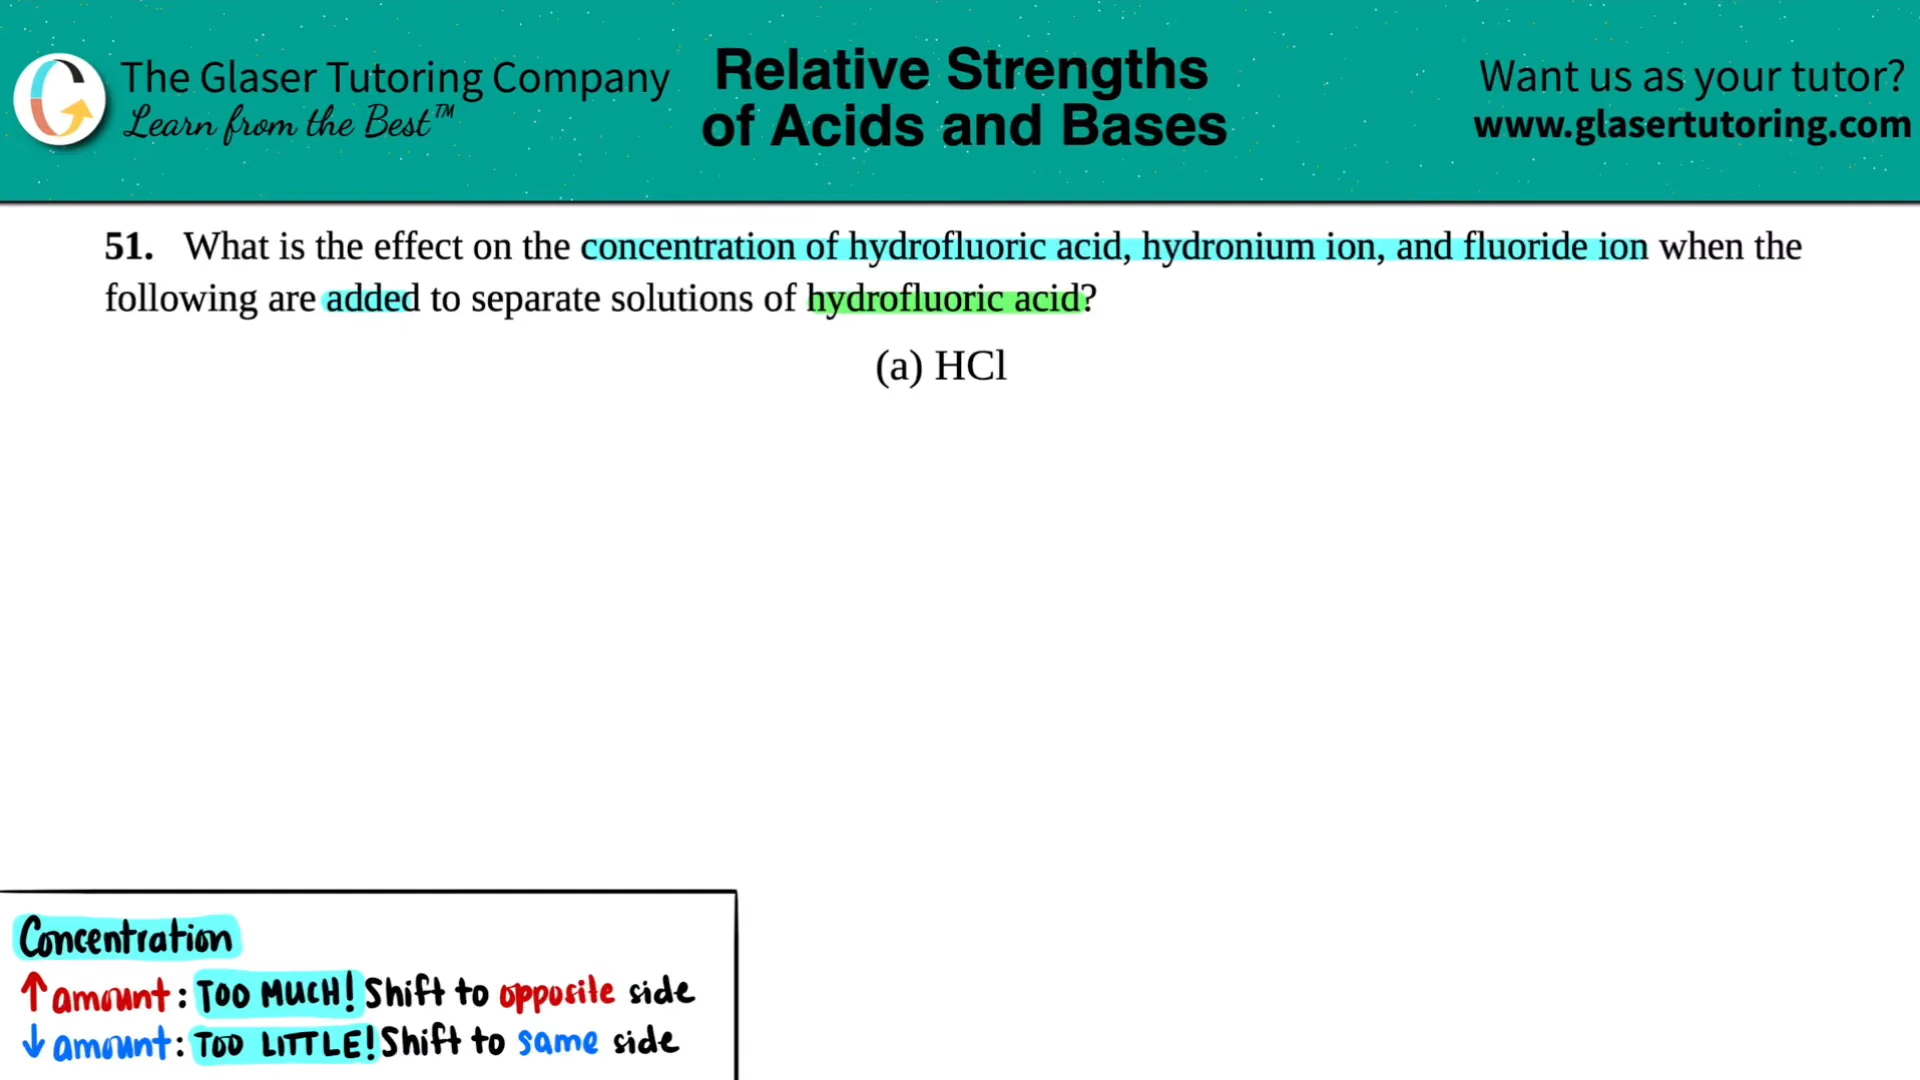 The Glaser Tutoring Company
Learn from the Best™
Relative Strengths
of Acids and Bases
Want us as your tutor?
www.glasertutoring.com
51. What is the effect on the concentration of hydrofluoric acid, hydronium ion, and fluoride ion when the
following are added to separate solutions of hydrofluoric acid?
(a) HCl
Concentration
↑ amount: TOO MUCH! Shift to opposite side
↓ amount: TOO LITTLE! Shift to same side